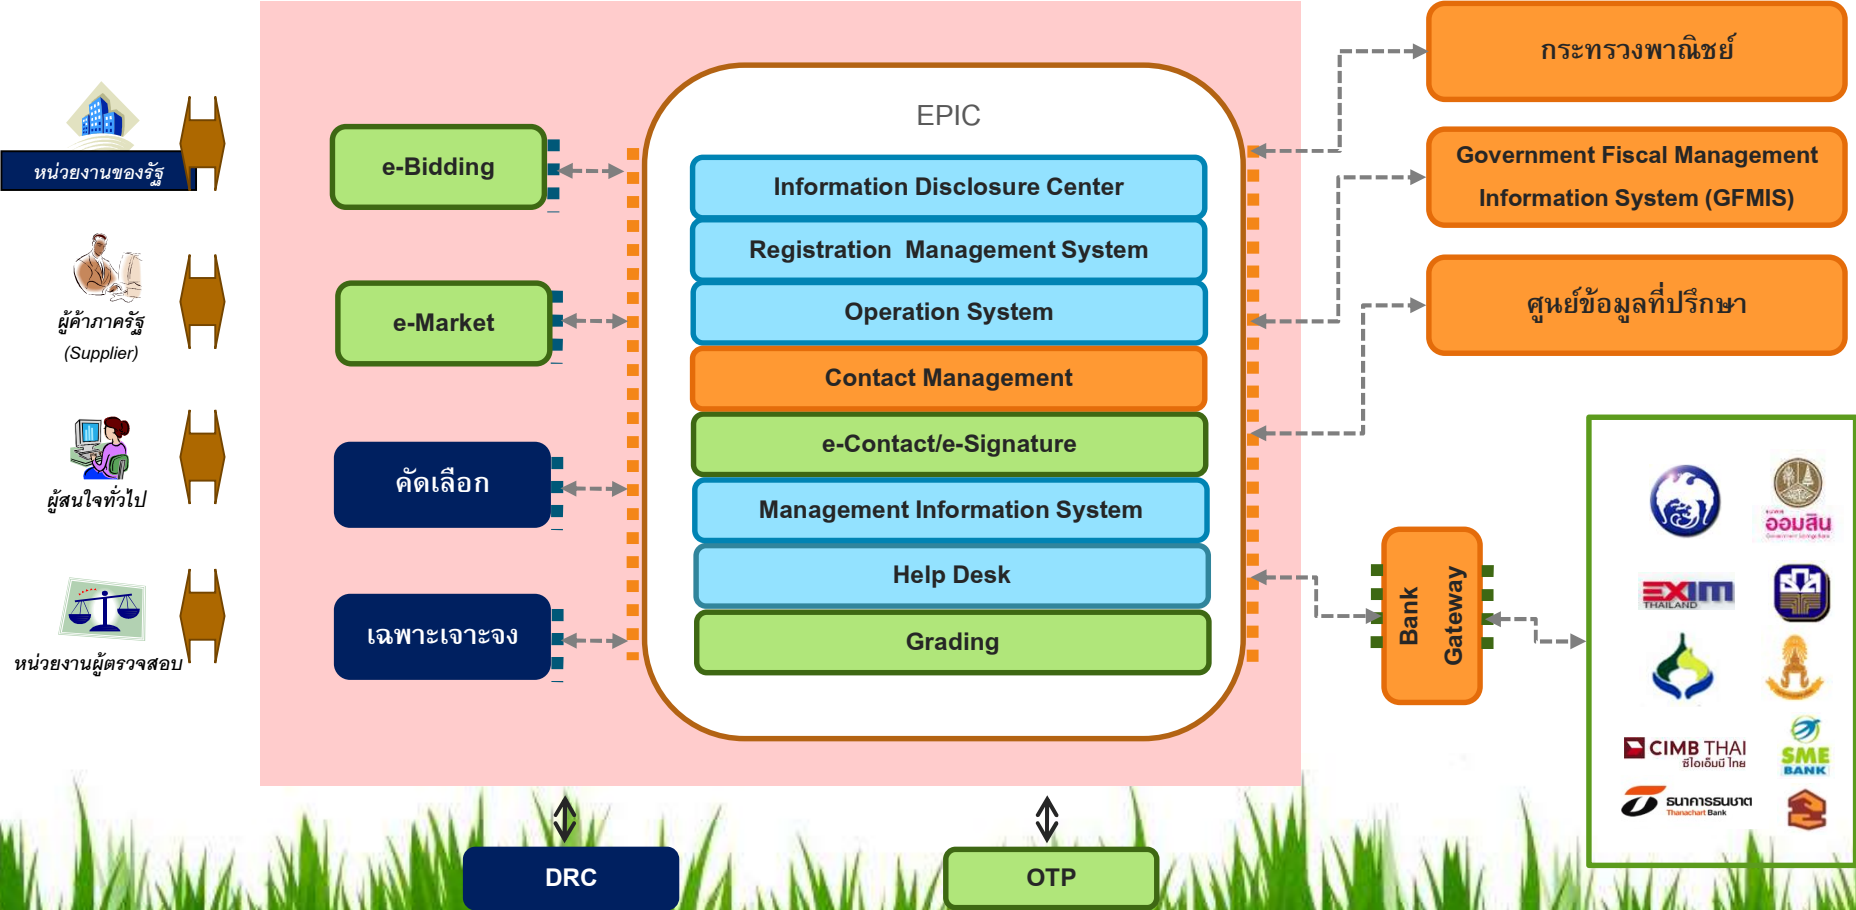 หน่วยงานของรัฐ
ผู้ค้าภาครัฐ
(Supplier)
ผู้สนใจทั่วไป
หน่วยงานผู้ตรวจสอบ
e-Bidding
e-Market
คัดเลือก
เฉพาะเจาะจง
EPIC
Information Disclosure Center
Registration Management System
Operation System
Contact Management
e-Contact/e-Signature
Management Information System
Help Desk
Grading
กระทรวงพาณิชย์
Government Fiscal Management
Information System (GFMIS)
ศูนย์ข้อมูลที่ปรึกษา
Bank
Gateway
ออมสิน
Government Savings Bank
EXIM
THAILAND
CIMB THAI
ซีไอเอ็มบี ไทย
SME
BANK
ธนาคารธนชาต
Thanachart Bank
DRC
OTP